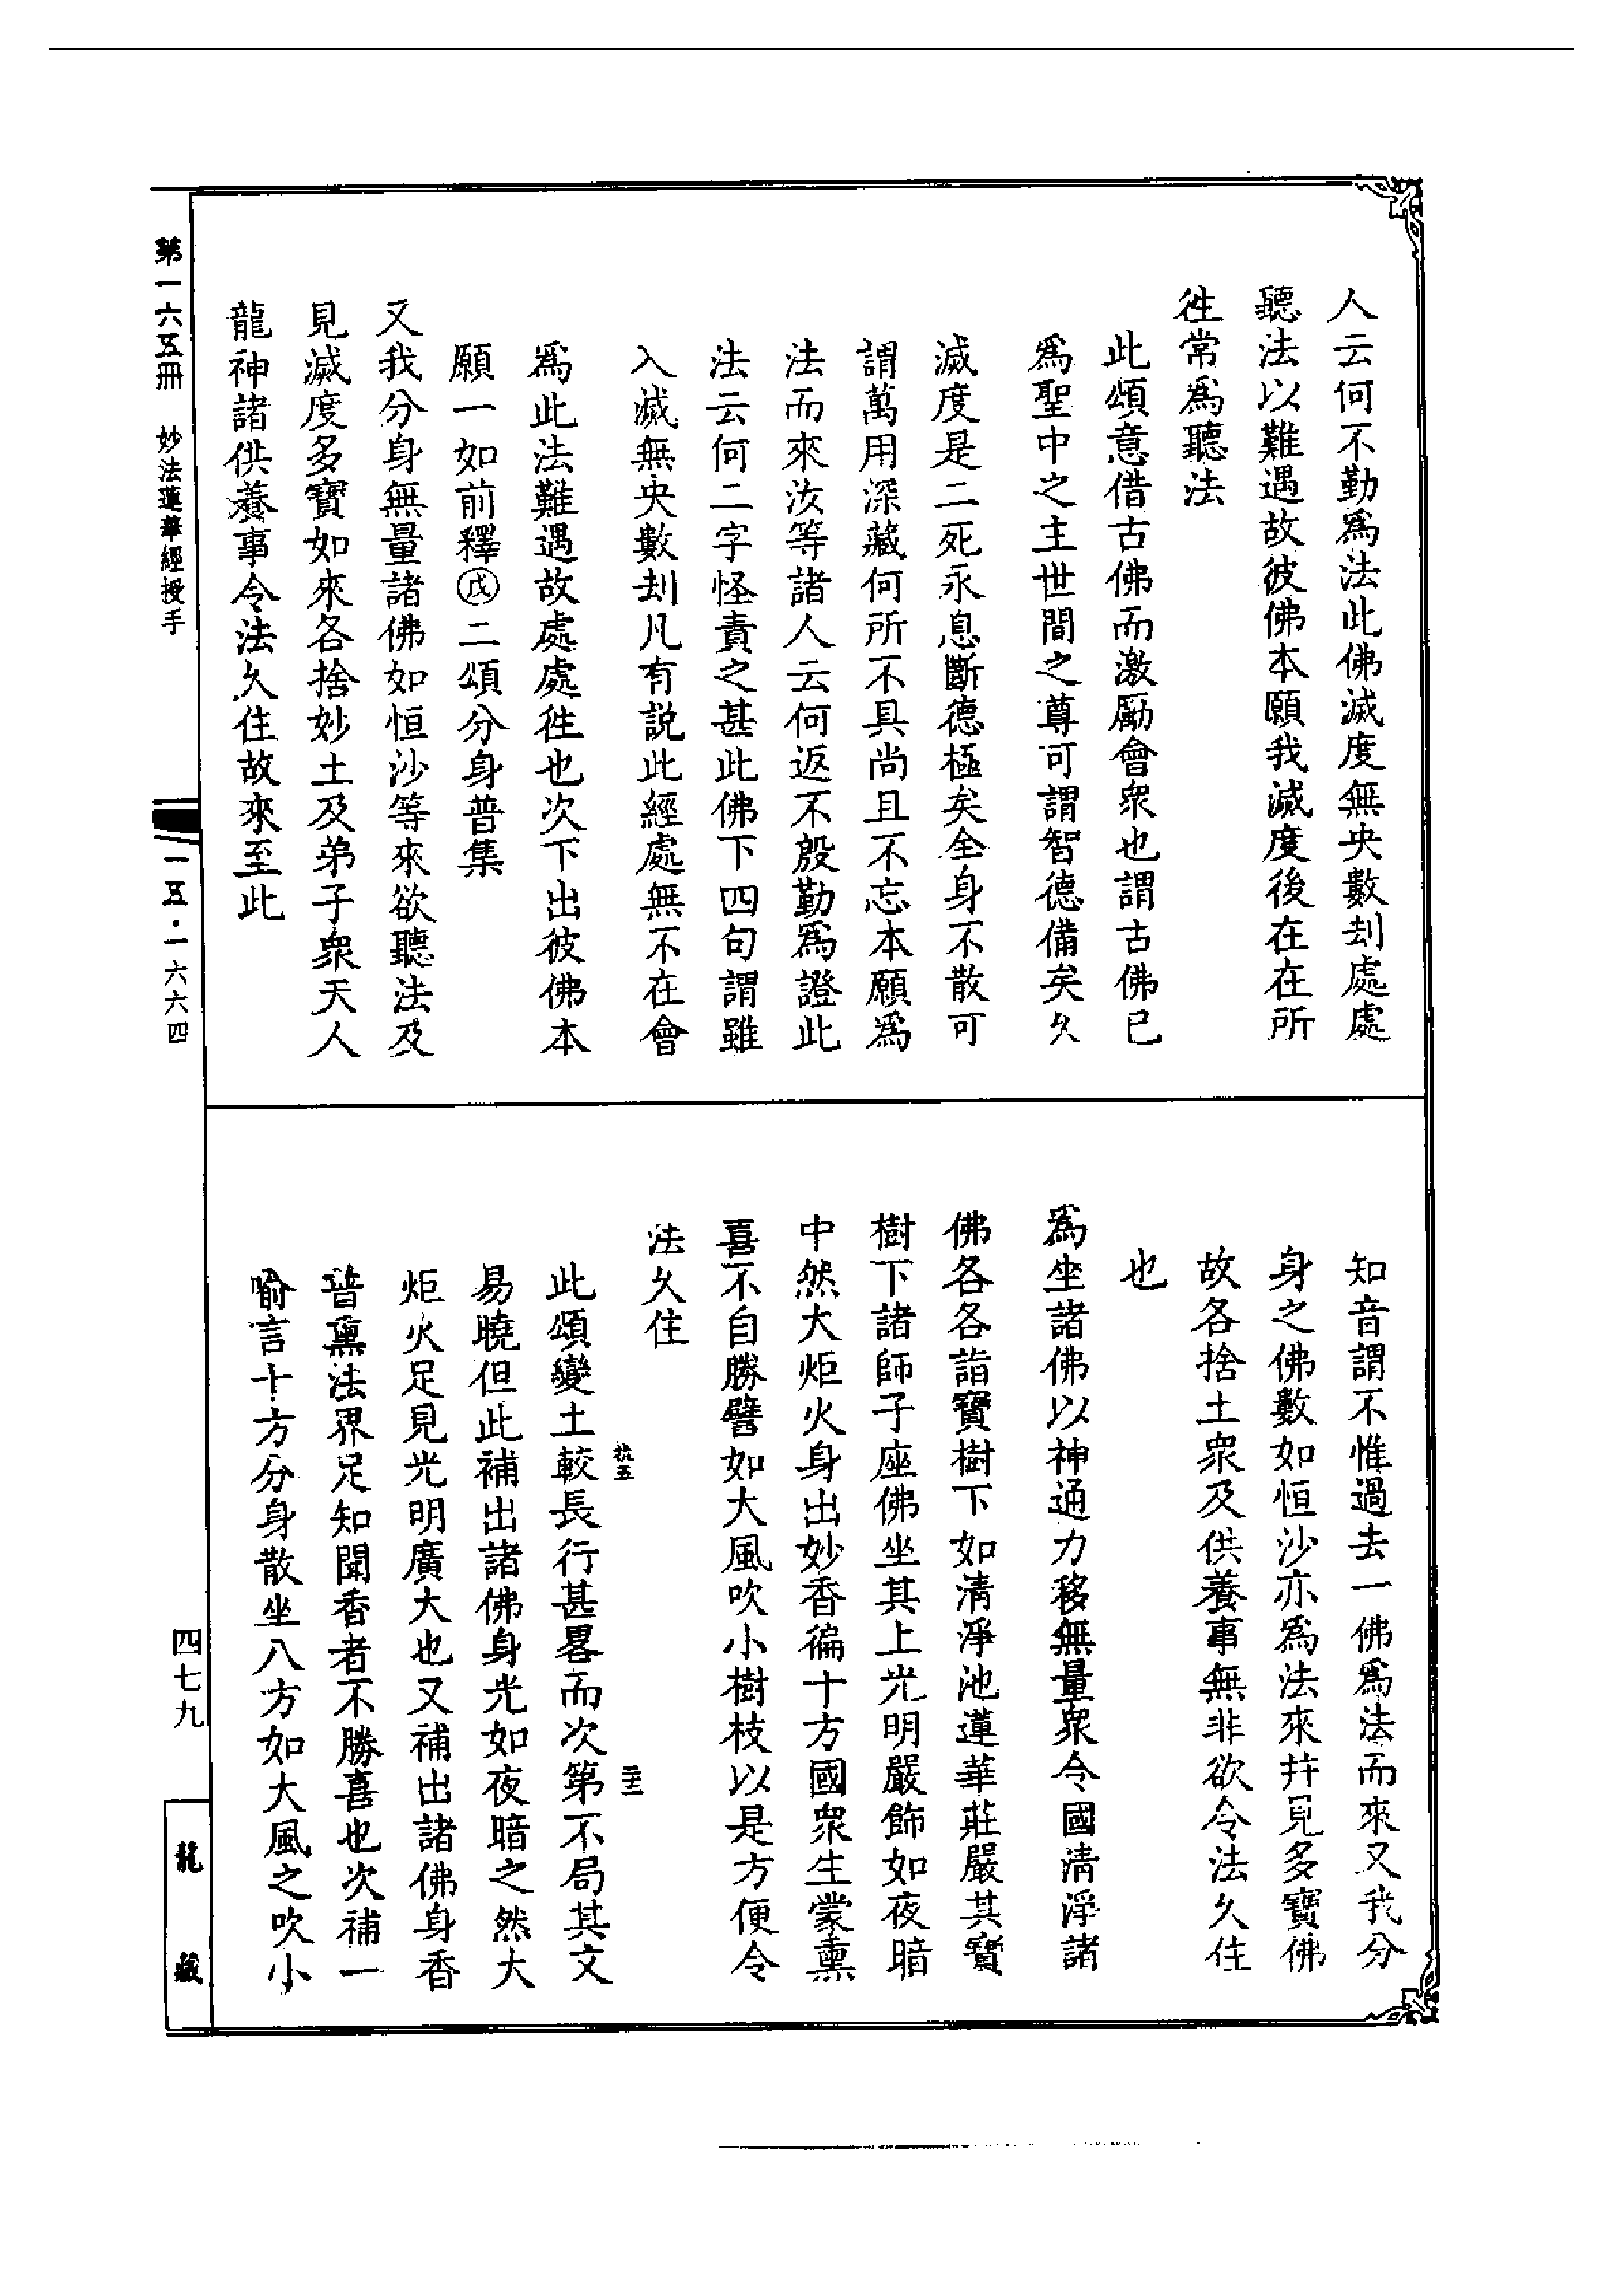 人云何不勤爲法此佛滅度無央數刦處處
聽法以難遇故彼佛本願我滅度後在在所
徃常爲聽法
此頌意借古佛而激勵會衆也謂古佛已
爲聖中之主世間之尊可謂智德備矣久
滅度是二死永息斷德極矣全身不散可
謂萬用深藏何所不具尚且不忘本願爲
法而來汝等諸人云何返不殷勤爲證此
法云何二字怪責之甚此佛下四句謂雖
入滅無央數刦凡有説此經處無不在會
爲此法難遇故處處徃也次下出彼佛本
願一如前釋㊅二頌分身普集
又我分身無量諸佛如恒沙等來欲聽法及
見滅度多寶如來各捨妙土及弟子衆天人
龍神諸供養事令法久住故來至此
知音謂不惟過去一佛爲法而來又我分
身之佛數如恒沙亦爲法來幷見多寶佛
故各捨土衆及供養事無非欲令法久住
也
爲坐諸佛以神通力移無量衆令國清淨諸
佛各各詣寶樹下如清淨池蓮華莊嚴其寶
樹下諸師子座佛坐其上光明嚴飾如夜暗
中然大炬火身出妙香徧十方國衆生蒙熏
喜不自勝譬如大風吹小樹枝以是方便令
法久住
此頌變土較長行甚畧而次第不局其文
易曉但此補出諸佛身光如夜暗之然大
炬火足見光明廣大也又補出諸佛身香
普熏法界足知聞香者不勝喜也次補一
喻言十方分身散坐八方如大風之吹小
第一六五冊 妙法蓮華經授手
一五·一六六四
四七九
龍藏